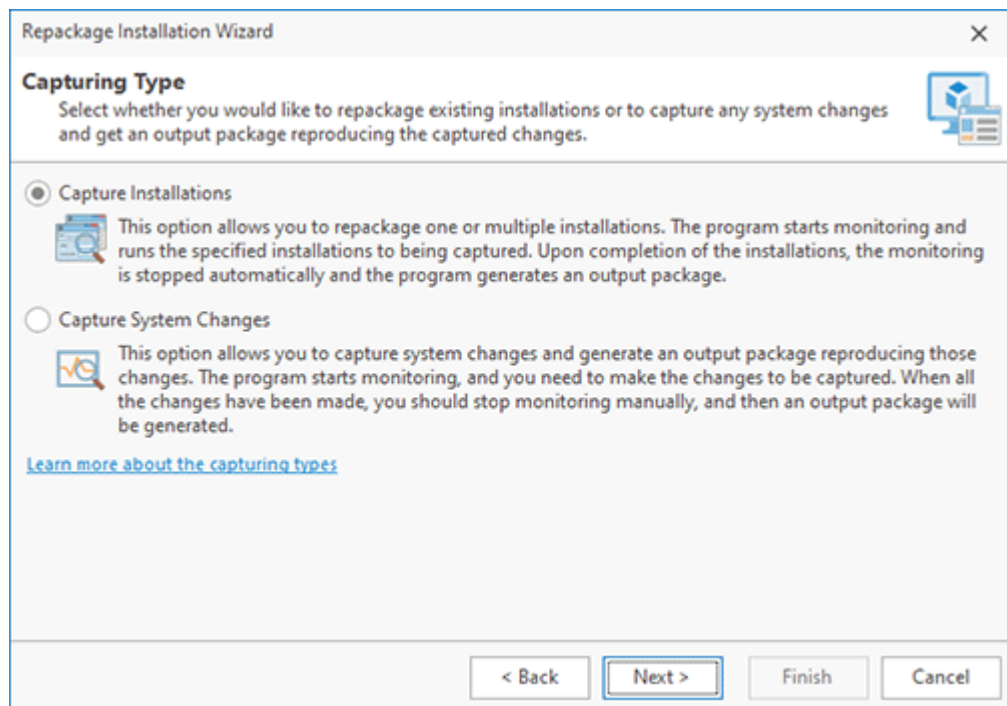 Repackage Installation Wizard
Capturing Type
Select whether you would like to repackage existing installations or to capture any system changes
and get an output package reproducing the captured changes.
Capture Installations
This option allows you to repackage one or multiple installations. The program starts monitoring and
runs the specified installations to being captured. Upon completion of the installations, the monitoring
is stopped automatically and the program generates an output package.
Capture System Changes
This option allows you to capture system changes and generate an output package reproducing those
changes. The program starts monitoring, and you need to make the changes to be captured. When all
the changes have been made, you should stop monitoring manually, and then an output package will
be generated.
Learn more about the capturing types
< Back
Next >
Finish
Cancel